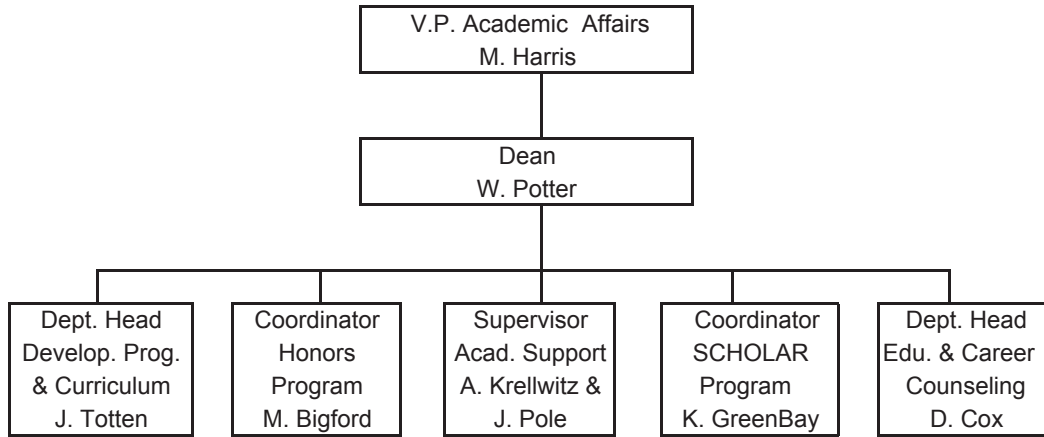 V.P. Academic Affairs
M. Harris
Dean
W. Potter
Dept. Head
Develop. Prog.
& Curriculum
J. Totten
Coordinator
Honors
Program
M. Bigford
Supervisor
Acad. Support
A. Krellwitz &
J. Pole
Coordinator
SCHOLAR
Program
K. GreenBay
Dept. Head
Edu. & Career
Counseling
D. Cox